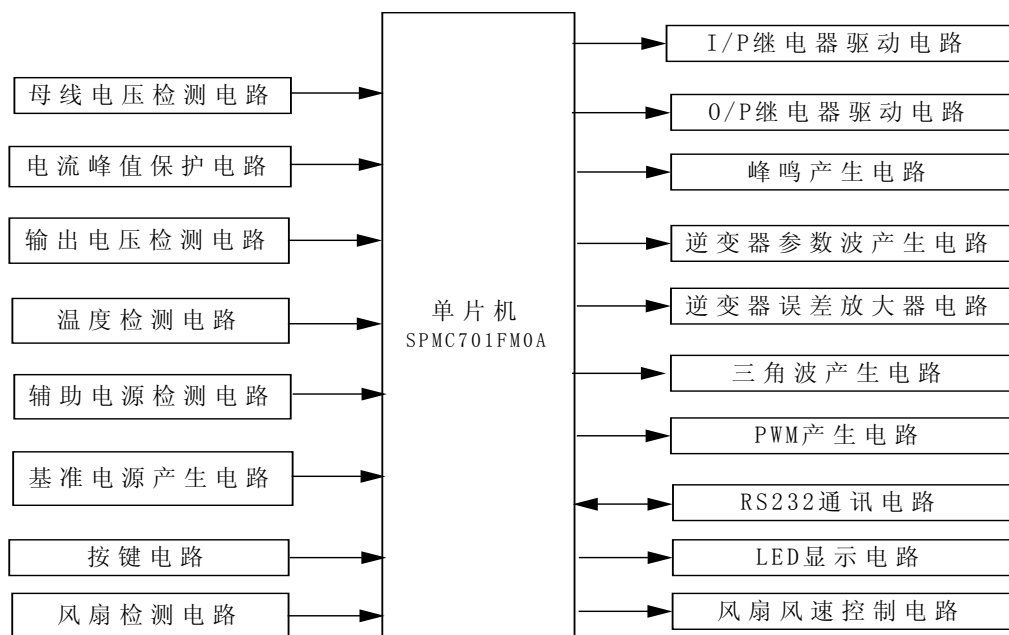 母线电压检测电路
电流峰值保护电路
输出电压检测电路
温度检测电路
辅助电源检测电路
基准电源产生电路
按键电路
风扇检测电路
单片机
SPMC701FM0A
I/P继电器驱动电路
O/P继电器驱动电路
峰鸣产生电路
逆变器参数波产生电路
逆变器误差放大器电路
三角波产生电路
PWM产生电路
RS232通讯电路
LED显示电路
风扇风速控制电路